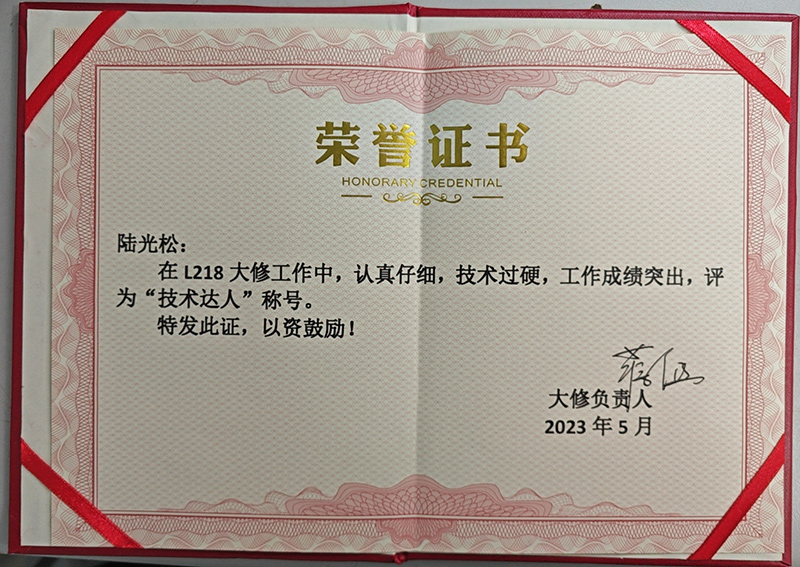 荣誉证书
HONORARY CREDENTIAL
陆光松：
在 L218 大修工作中，认真仔细，技术过硬，工作成绩突出，评
为“技术达人”称号。
特发此证，以资鼓励！
大修负责人
2023 年 5 月